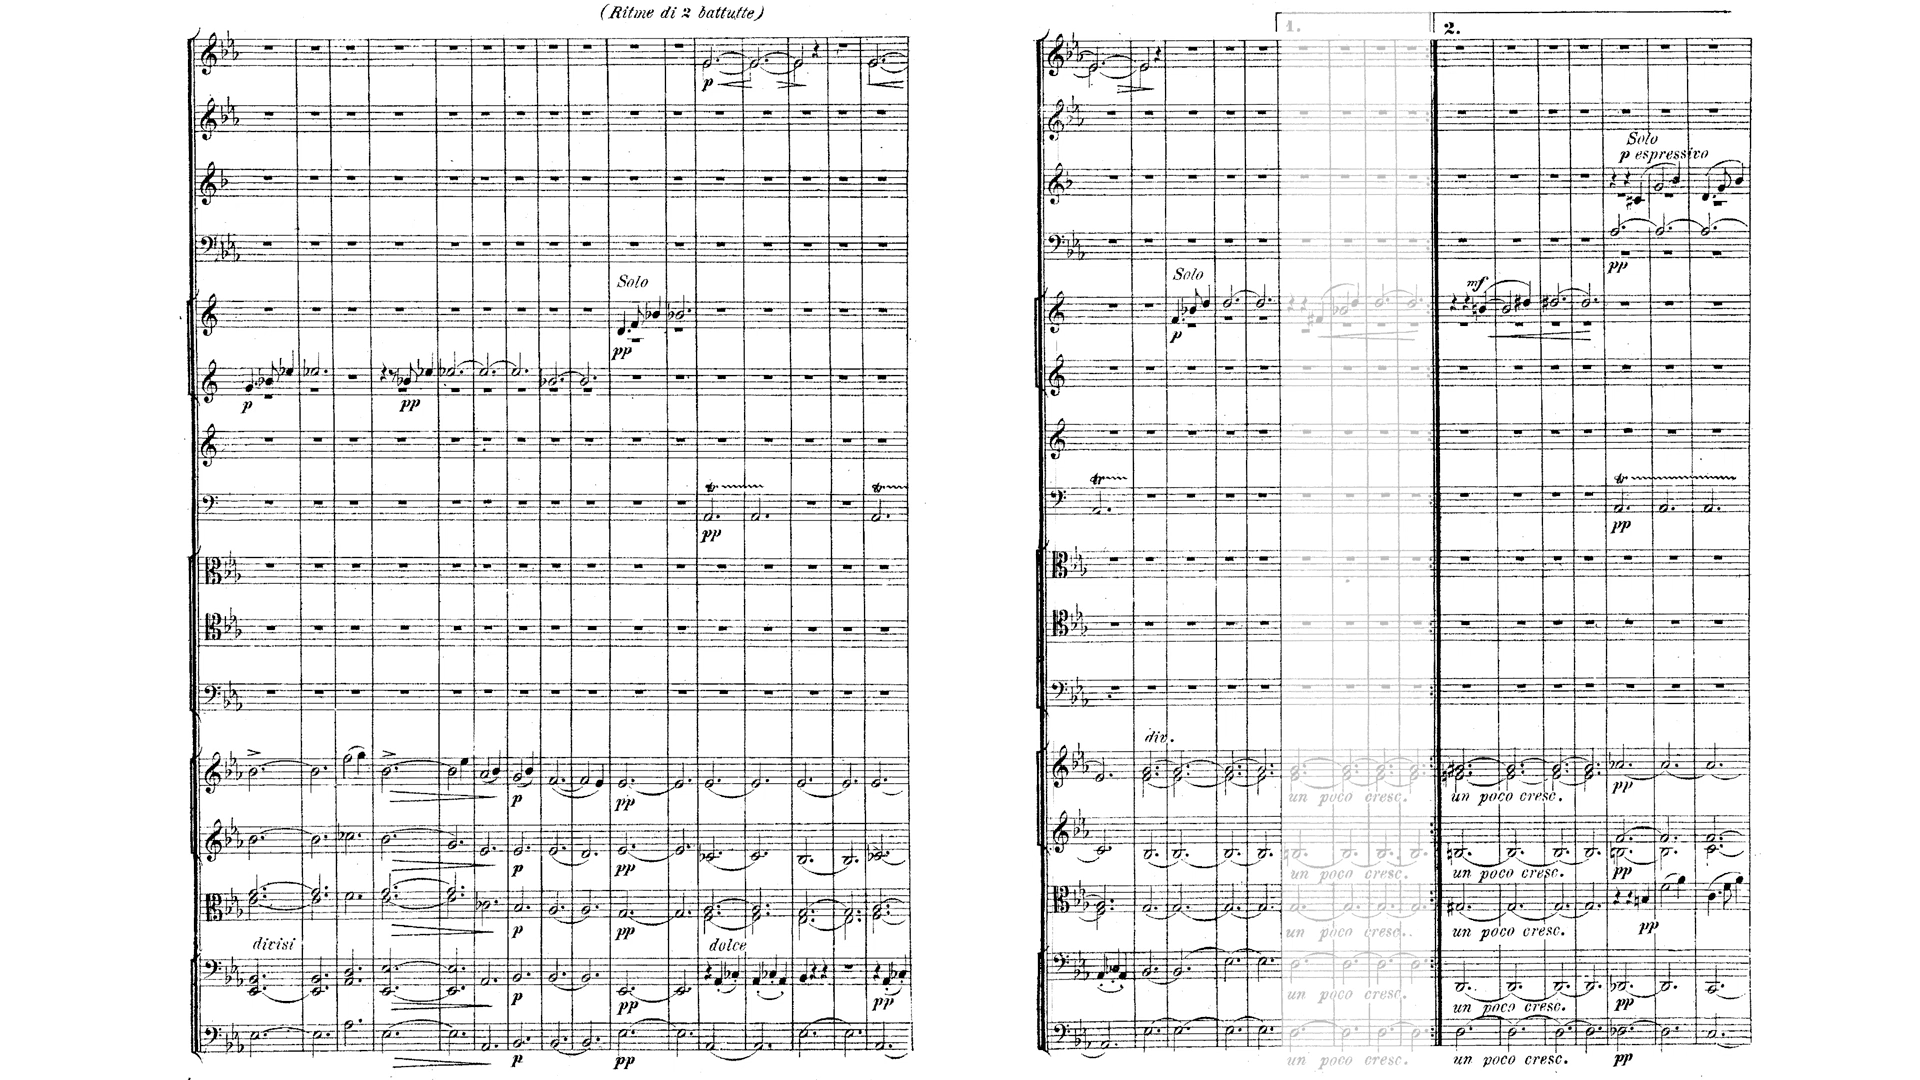 (Ritme di 2 battutte)
p
Solo
pp
p
pp
pp
p
pp
p
pp
p
pp
divisi
dolce
p
pp
pp
p
pp
1.
2.
Solo
p espressivo
pp
Solo
mf
p
pp
div.
un poco cresc.
un poco cresc.
pp
un poco cresc.
un poco cresc.
pp
un poco cresc.
un poco cresc.
pp
un poco cresc.
un poco cresc.
pp
un poco cresc.
un poco cresc.
pp